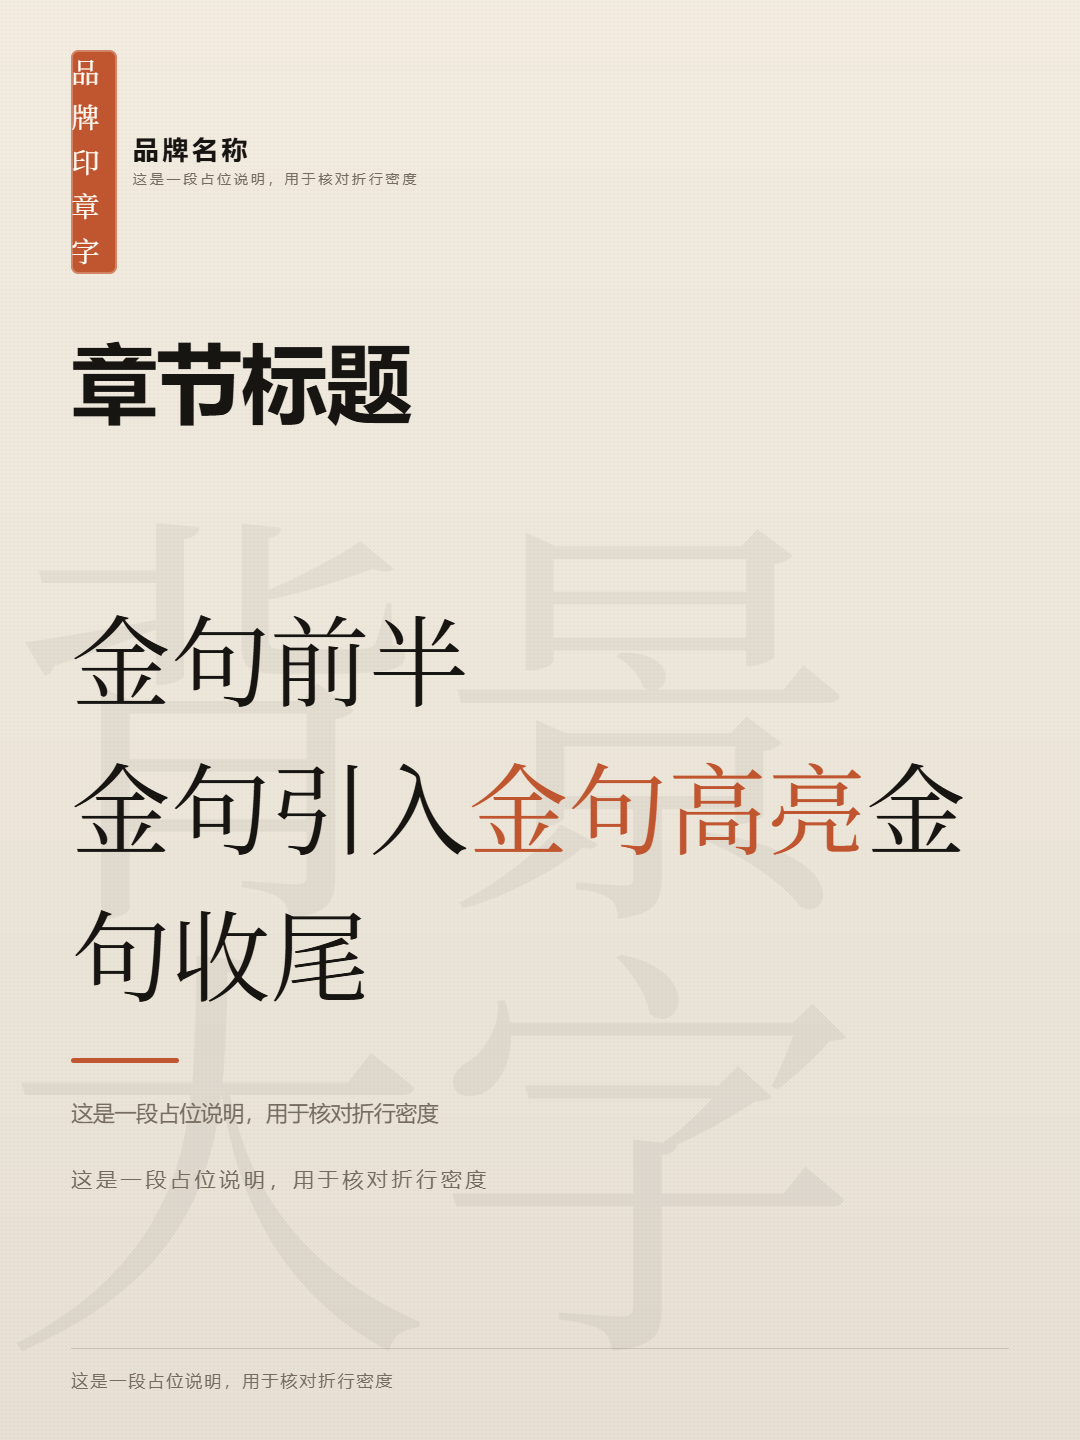 品牌印章字
品牌名称
这是一段占位说明，用于核对折行密度
章节标题
背景
大字
金句前半
金句引入金句高亮金
句收尾
这是一段占位说明，用于核对折行密度
这是一段占位说明，用于核对折行密度
这是一段占位说明，用于核对折行密度